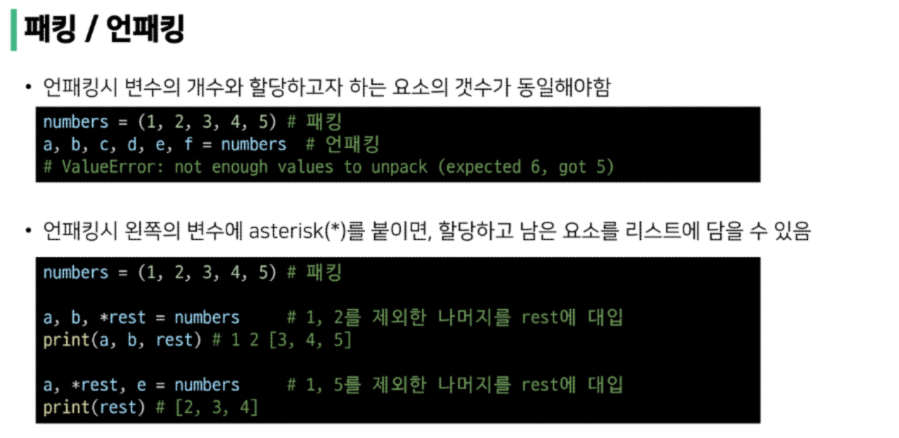 패킹 / 언패킹
• 언패킹시 변수의 개수와 할당하고자 하는 요소의 갯수가 동일해야함
numbers = (1, 2, 3, 4, 5) # 패킹
a, b, c, d, e, f = numbers # 언패킹
# ValueError: not enough values to unpack (expected 6, got 5)
• 언패킹시 왼쪽의 변수에 asterisk(*)를 붙이면, 할당하고 남은 요소를 리스트에 담을 수 있음
numbers = (1, 2, 3, 4, 5) # 패킹
a, b, *rest = numbers # 1, 2를 제외한 나머지를 rest에 대입
print(a, b, rest) # 1 2 [3, 4, 5]
a, *rest, e = numbers # 1, 5를 제외한 나머지를 rest에 대입
print(rest) # [2, 3, 4]